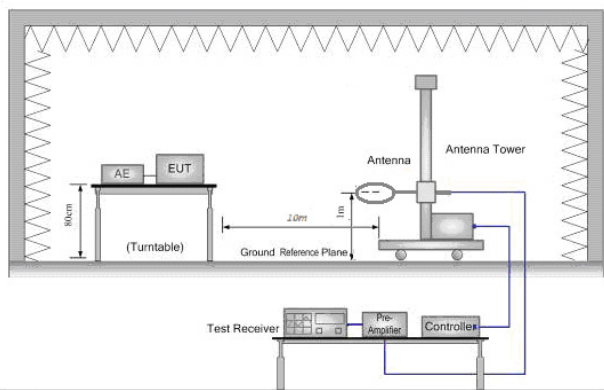 Antenna Tower
Antenna
AE
EUT
80cm
(Turntable)
10m
1m
Ground Reference Plane
Test Receiver
Pre-
Amplifier
Controller